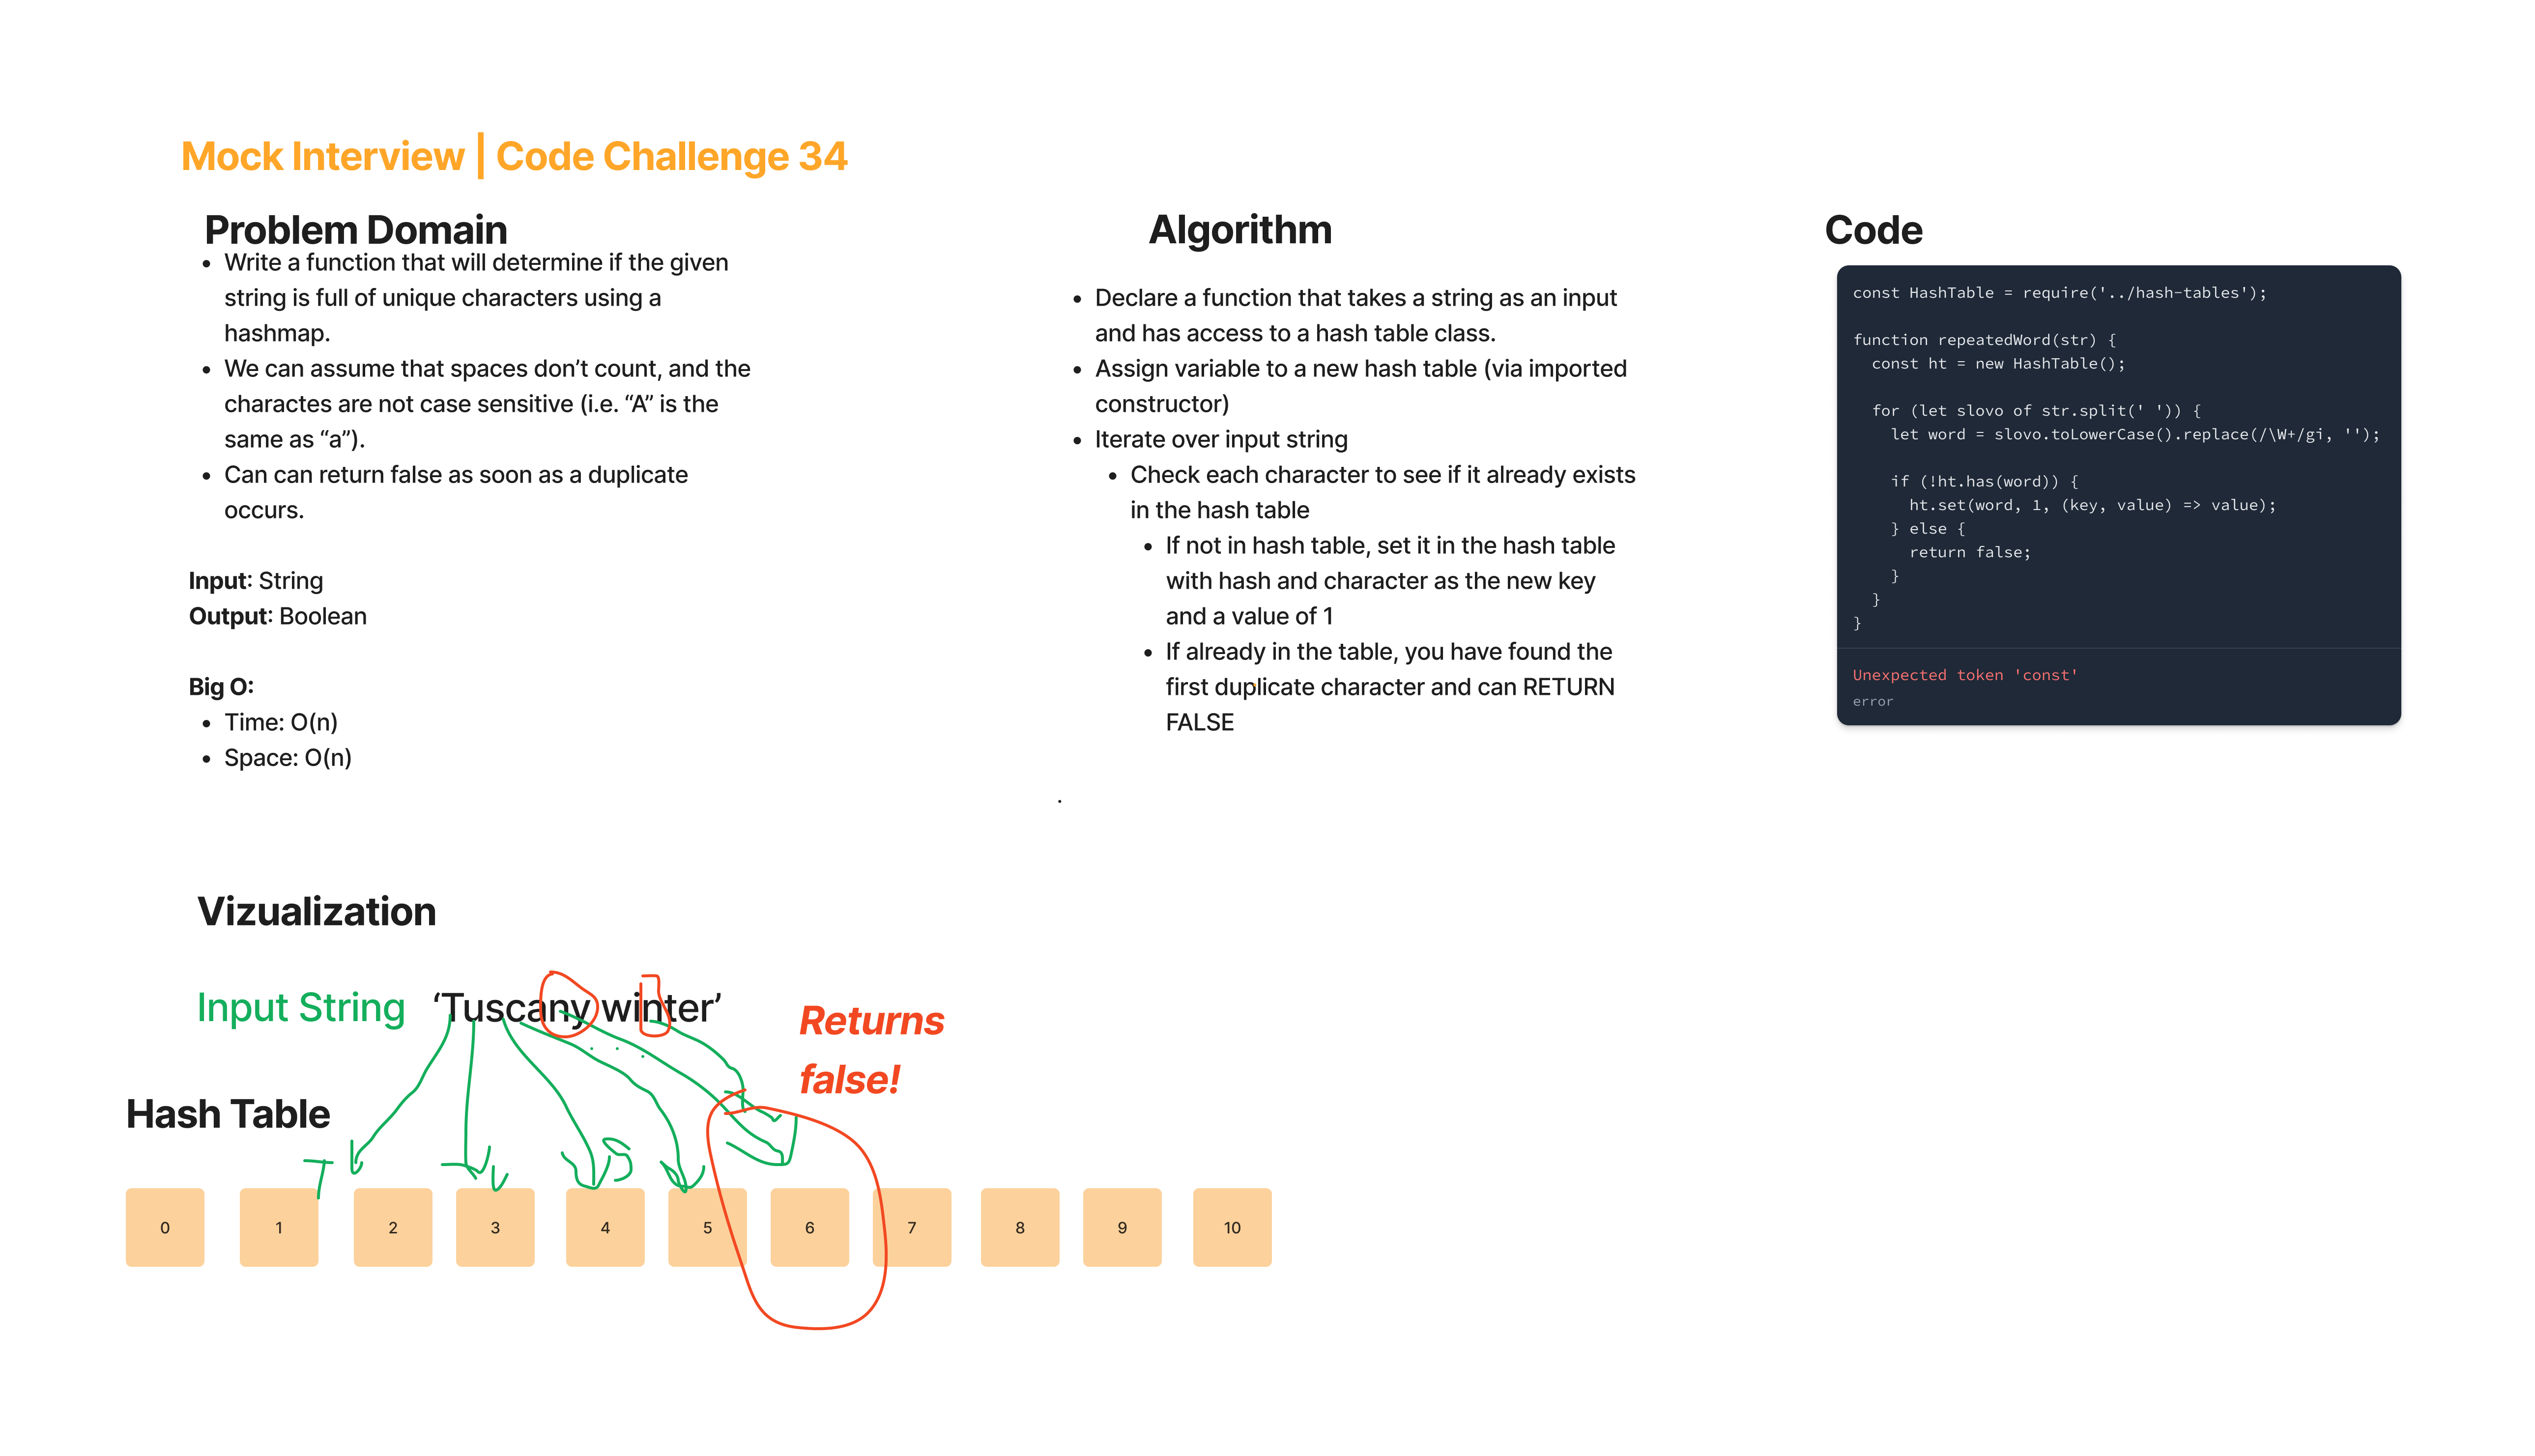 Mock Interview | Code Challenge 34
Problem Domain
• Write a function that will determine if the given
string is full of unique characters using a
hashmap.
• We can assume that spaces don’t count, and the
charactes are not case sensitive (i.e. “A” is the
same as “a”).
• Can can return false as soon as a duplicate
occurs.
Input: String
Output: Boolean
Big O:
• Time: O(n)
• Space: O(n)
Algorithm
• Declare a function that takes a string as an input
and has access to a hash table class.
• Assign variable to a new hash table (via imported
constructor)
• Iterate over input string
• Check each character to see if it already exists
in the hash table
• If not in hash table, set it in the hash table
with hash and character as the new key
and a value of 1
• If already in the table, you have found the
first duplicate character and can RETURN
FALSE
Code
const HashTable = require('../hash-tables');
function repeatedWord(str) {
const ht = new HashTable();
for (let slovo of str.split(' ')) {
let word = slovo.toLowerCase().replace(/\W+/gi, '');
if (!ht.has(word)) {
ht.set(word, 1, (key, value) => value);
} else {
return false;
}
}
}
Unexpected token 'const'
error
Vizualization
Input String ‘Tuscany winter’
Returns
false!
Hash Table
T U S
0 1 2 3 4 5 6 7 8 9 10